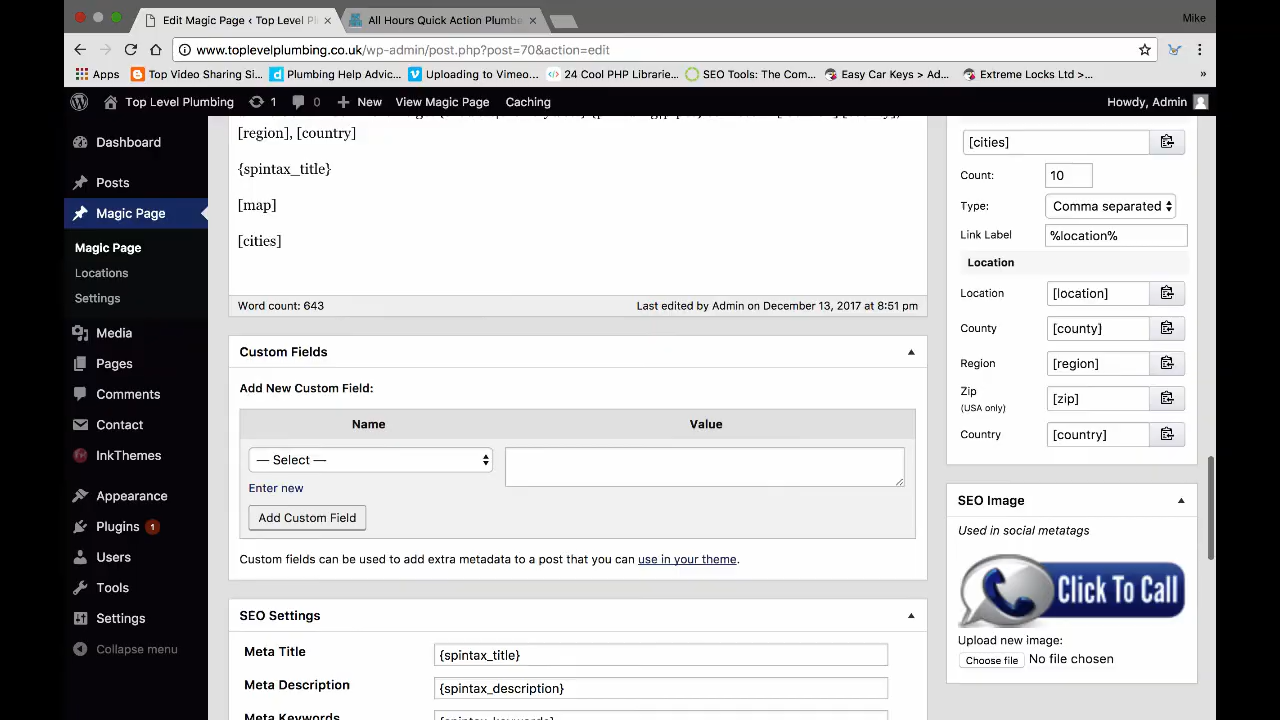 Edit Magic Page ‹ Top Level Pl
All Hours Quick Action Plumbe
Mike
www.toplevelplumbing.co.uk/wp-admin/post.php?post=70&action=edit
Apps
Top Video Sharing Si...
Plumbing Help Advic...
Uploading to Vimeo...
24 Cool PHP Librarie...
SEO Tools: The Com...
Easy Car Keys > Ad...
Extreme Locks Ltd >...
»
Top Level Plumbing
1
0
New
View Magic Page
Caching
Howdy, Admin
Dashboard
Posts
Magic Page
Magic Page
Locations
Settings
Media
Pages
Comments
Contact
InkThemes
Appearance
Plugins 1
Users
Tools
Settings
Collapse menu
[region], [country]
{spintax_title}
[map]
[cities]
Word count: 643
Last edited by Admin on December 13, 2017 at 8:51 pm
Custom Fields
Add New Custom Field:
Name
Value
— Select —
Enter new
Add Custom Field
Custom fields can be used to add extra metadata to a post that you can use in your theme.
SEO Settings
Meta Title
{spintax_title}
Meta Description
{spintax_description}
Meta Keywords
{spintax_keywords}
[cities]
Count:
10
Type:
Comma separated
Link Label
%location%
Location
Location
[location]
County
[county]
Region
[region]
Zip
(USA only)
[zip]
Country
[country]
SEO Image
Used in social metatags
Click To Call
Upload new image:
Choose file
No file chosen